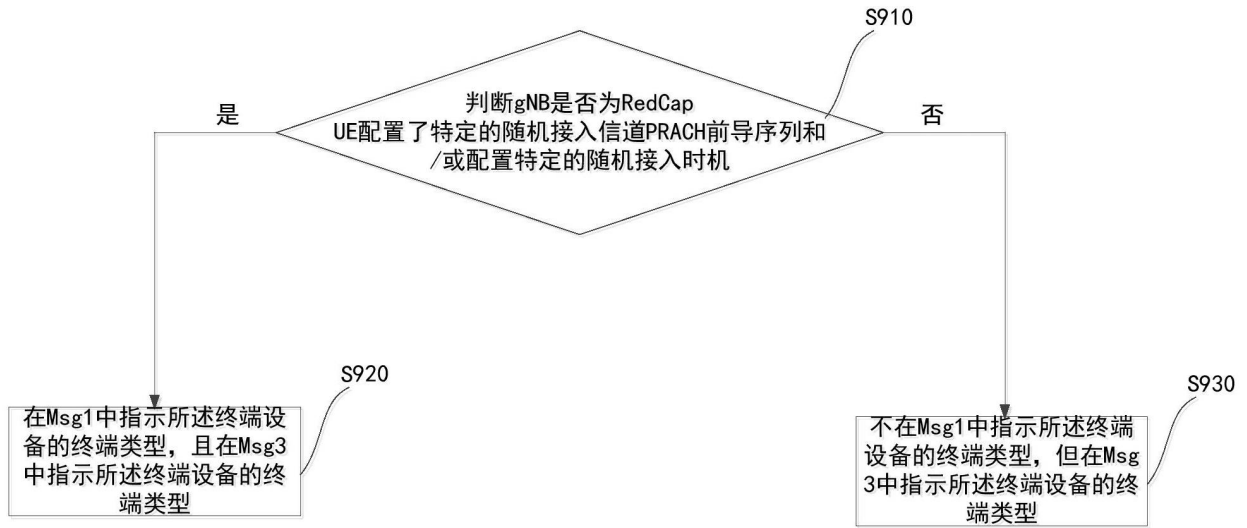 S910
判断gNB是否为RedCap
UE配置了特定的随机接入信道PRACH前导序列和
/或配置特定的随机接入时机
是
否
S920
在Msg1中指示所述终端设
备的终端类型，且在Msg3
中指示所述终端设备的终
端类型
S930
不在Msg1中指示所述终端
设备的终端类型，但在Msg
3中指示所述终端设备的终
端类型